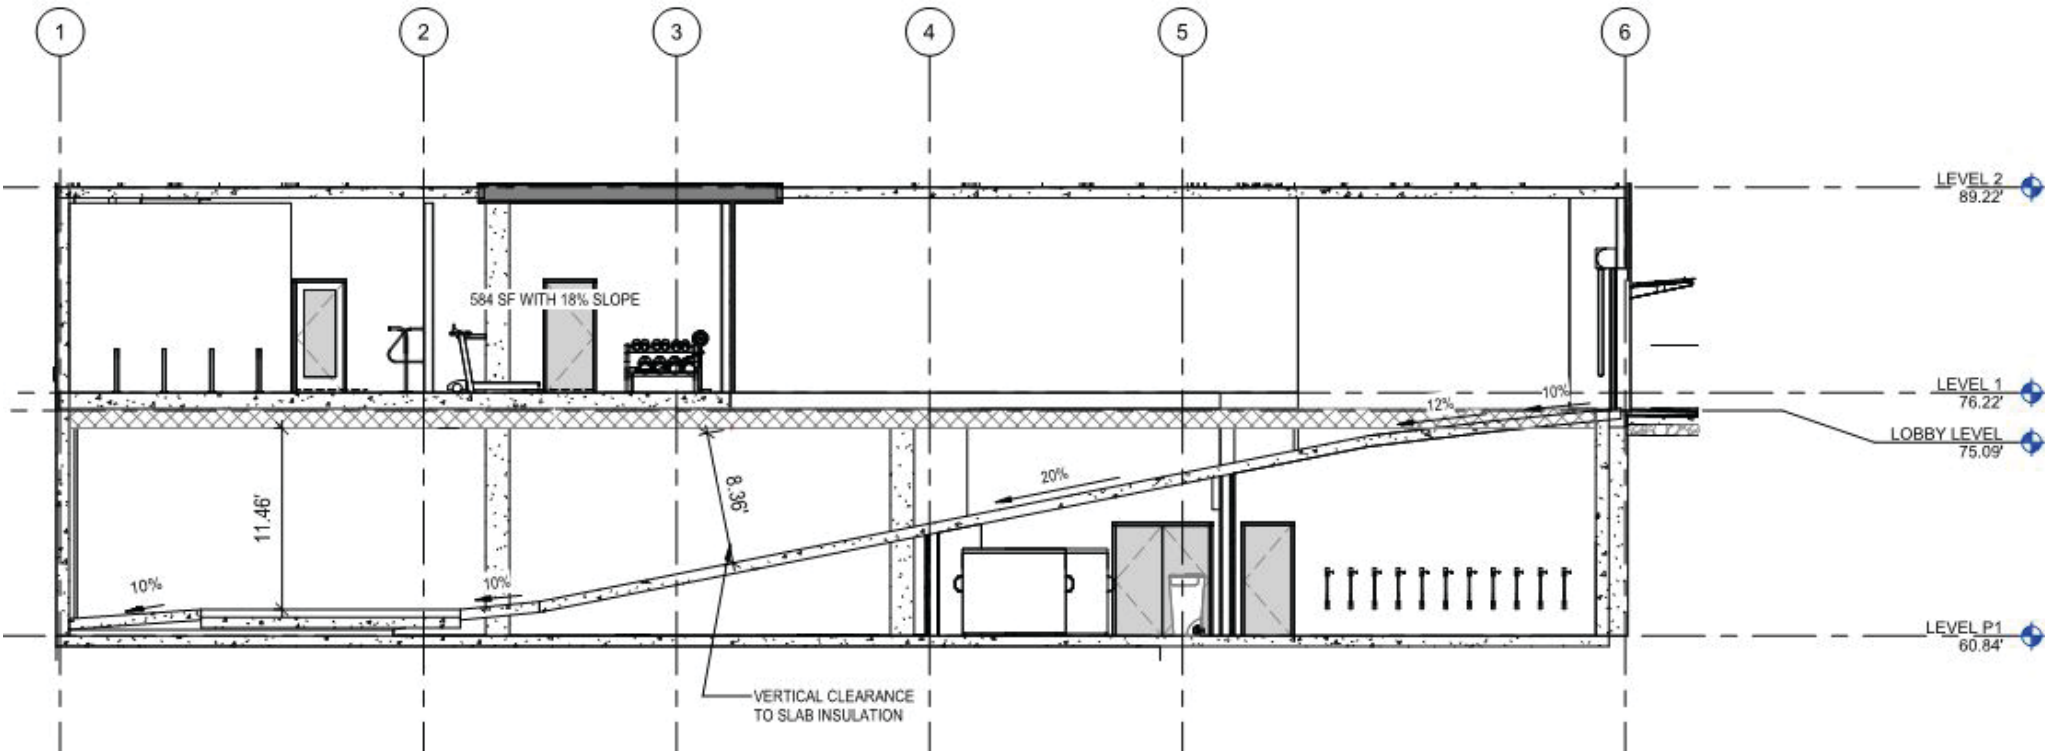 1
2
3
4
5
6
LEVEL 2
89.22'
584 SF WITH 18% SLOPE
LEVEL 1
76.22'
10%
12%
LOBBY LEVEL
75.09'
20%
8.36'
11.46'
10%
10%
LEVEL P1
60.84'
VERTICAL CLEARANCE
TO SLAB INSULATION